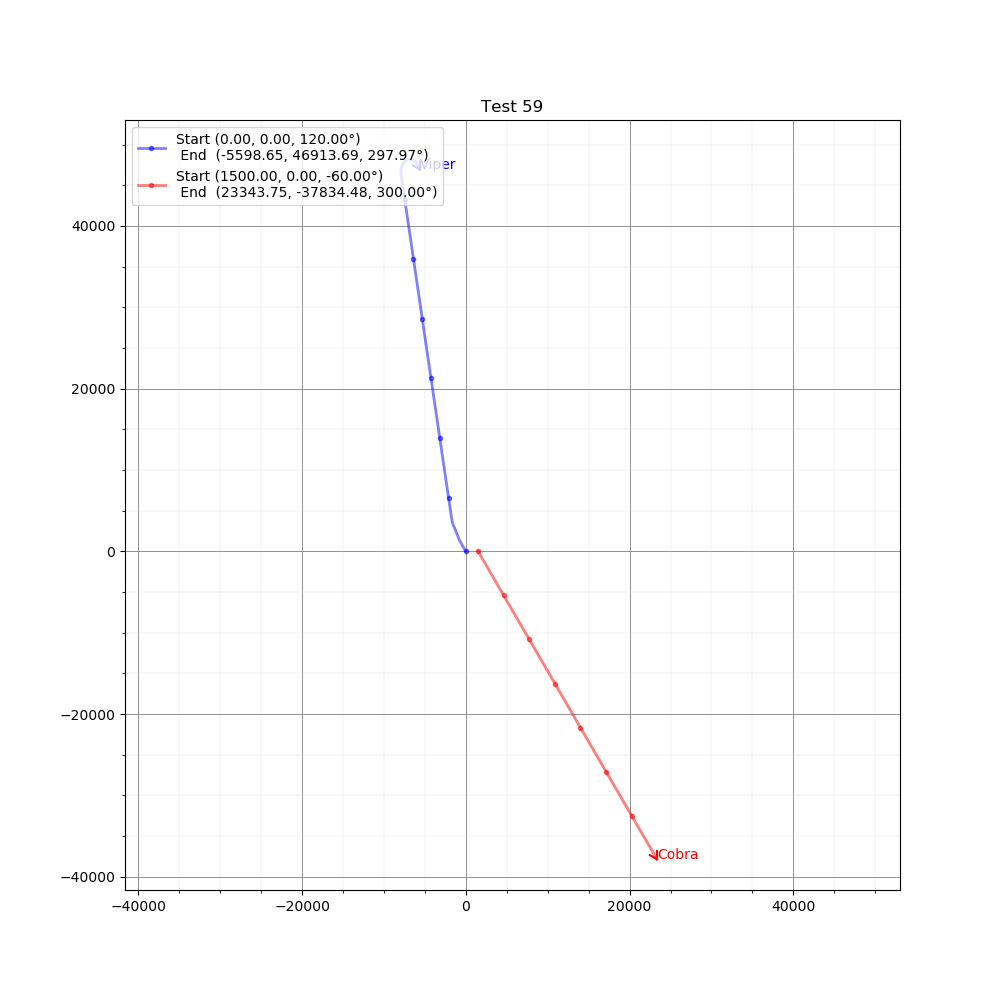 Test 59
Start (0.00, 0.00, 120.00°)
End (-5598.65, 46913.69, 297.97°)
Start (1500.00, 0.00, -60.00°)
End (23343.75, -37834.48, 300.00°)
Viper
40000
20000
0
−20000
−40000
Cobra
−40000
−20000
0
20000
40000